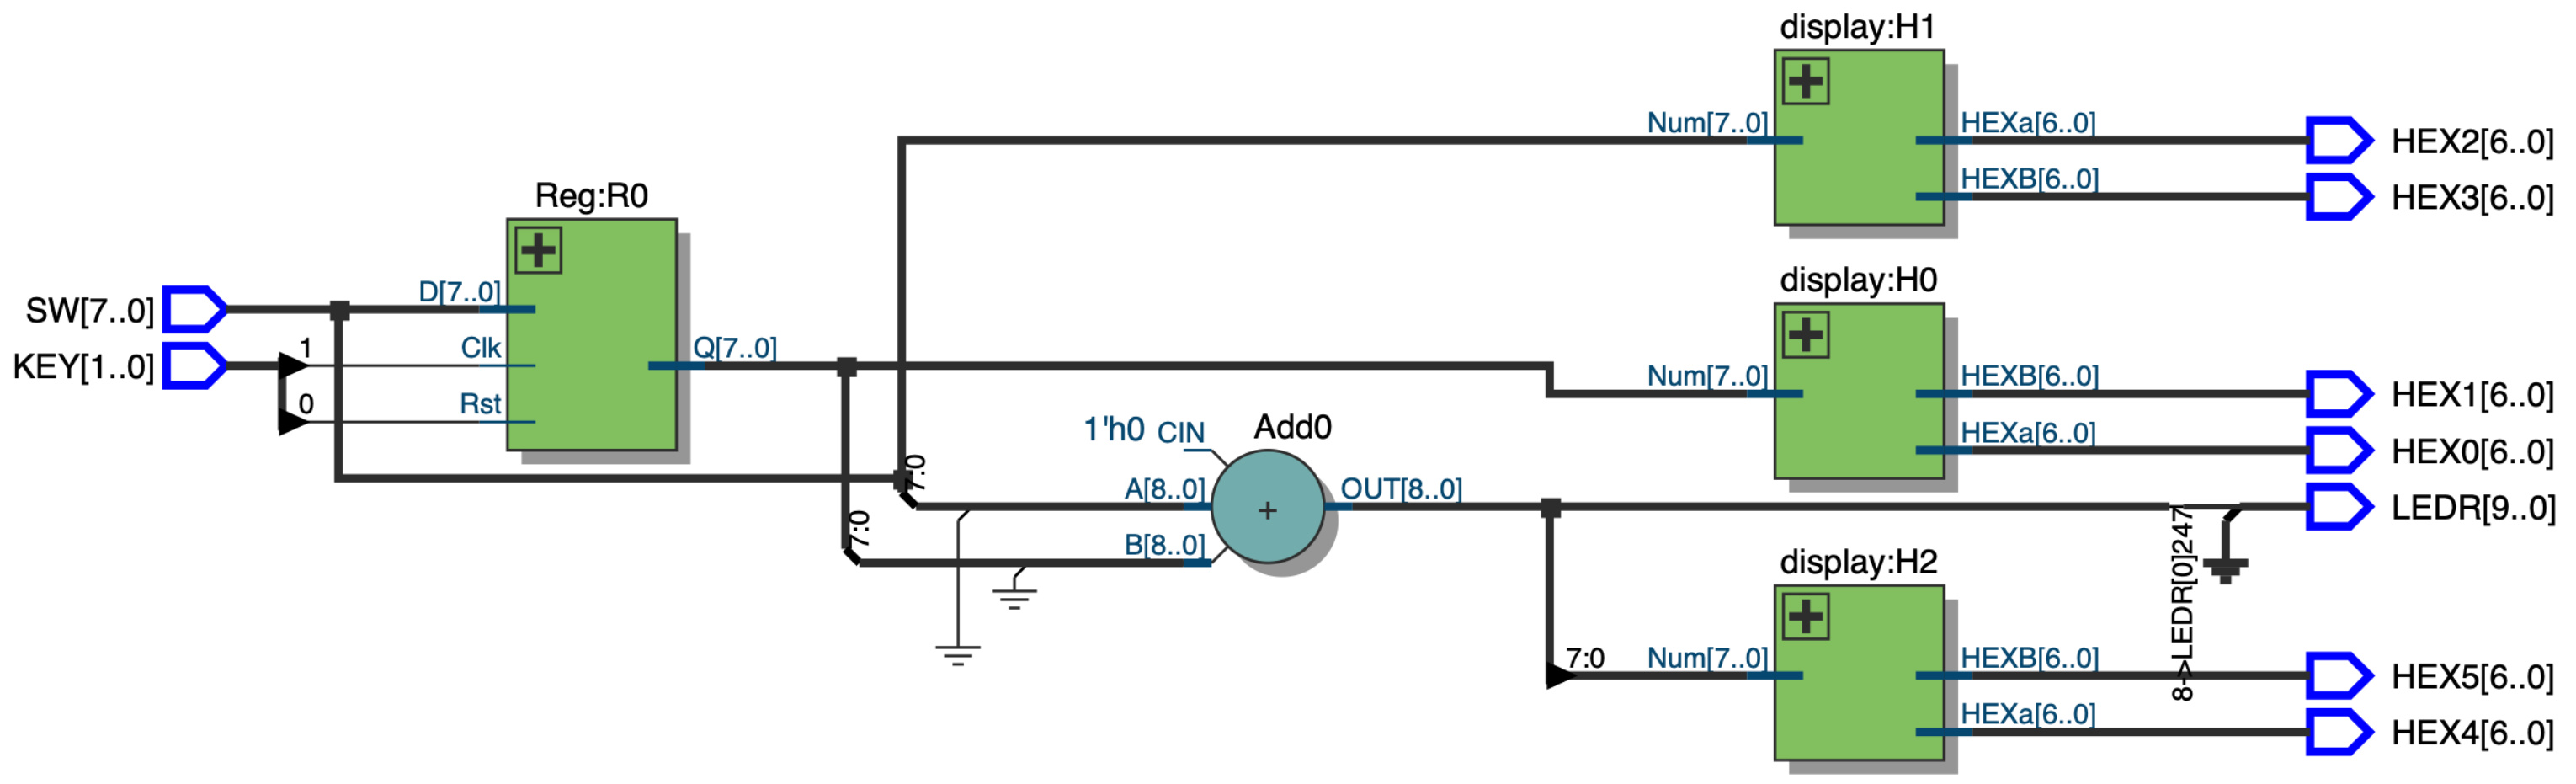 display:H1
Num[7..0]
HEXa[6..0]
HEX2[6..0]
HEXB[6..0]
HEX3[6..0]
Reg:R0
SW[7..0]
D[7..0]
KEY[1..0]
1
Clk
0
Rst
Q[7..0]
display:H0
Num[7..0]
HEXB[6..0]
HEX1[6..0]
HEXa[6..0]
HEX0[6..0]
1'h0
CIN
Add0
7:0
A[8..0]
OUT[8..0]
+
LEDR[9..0]
7:0
B[8..0]
8->LEDR[0]247
display:H2
7:0
Num[7..0]
HEXB[6..0]
HEX5[6..0]
HEXa[6..0]
HEX4[6..0]